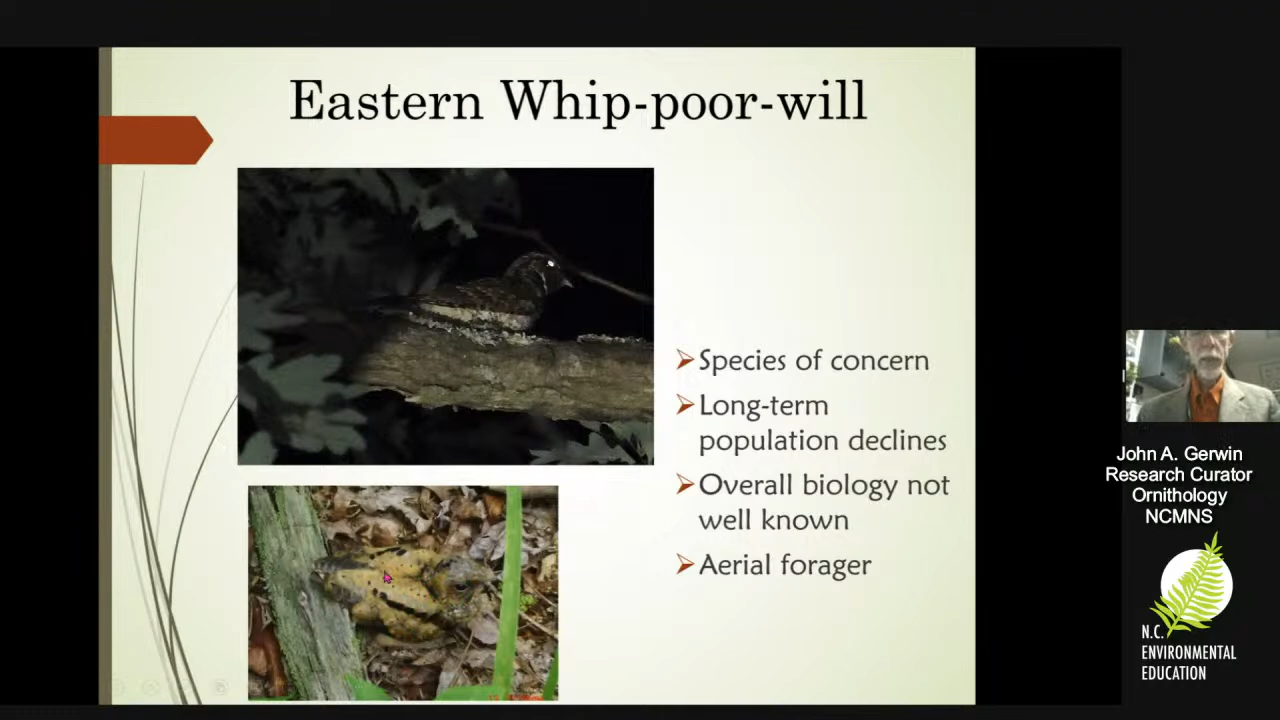 Eastern Whip-poor-will
Species of concern
Long-term
population declines
Overall biology not
well known
Aerial forager
John A. Gerwin
Research Curator
Ornithology
NCMNS
N.C.
ENVIRONMENTAL
EDUCATION